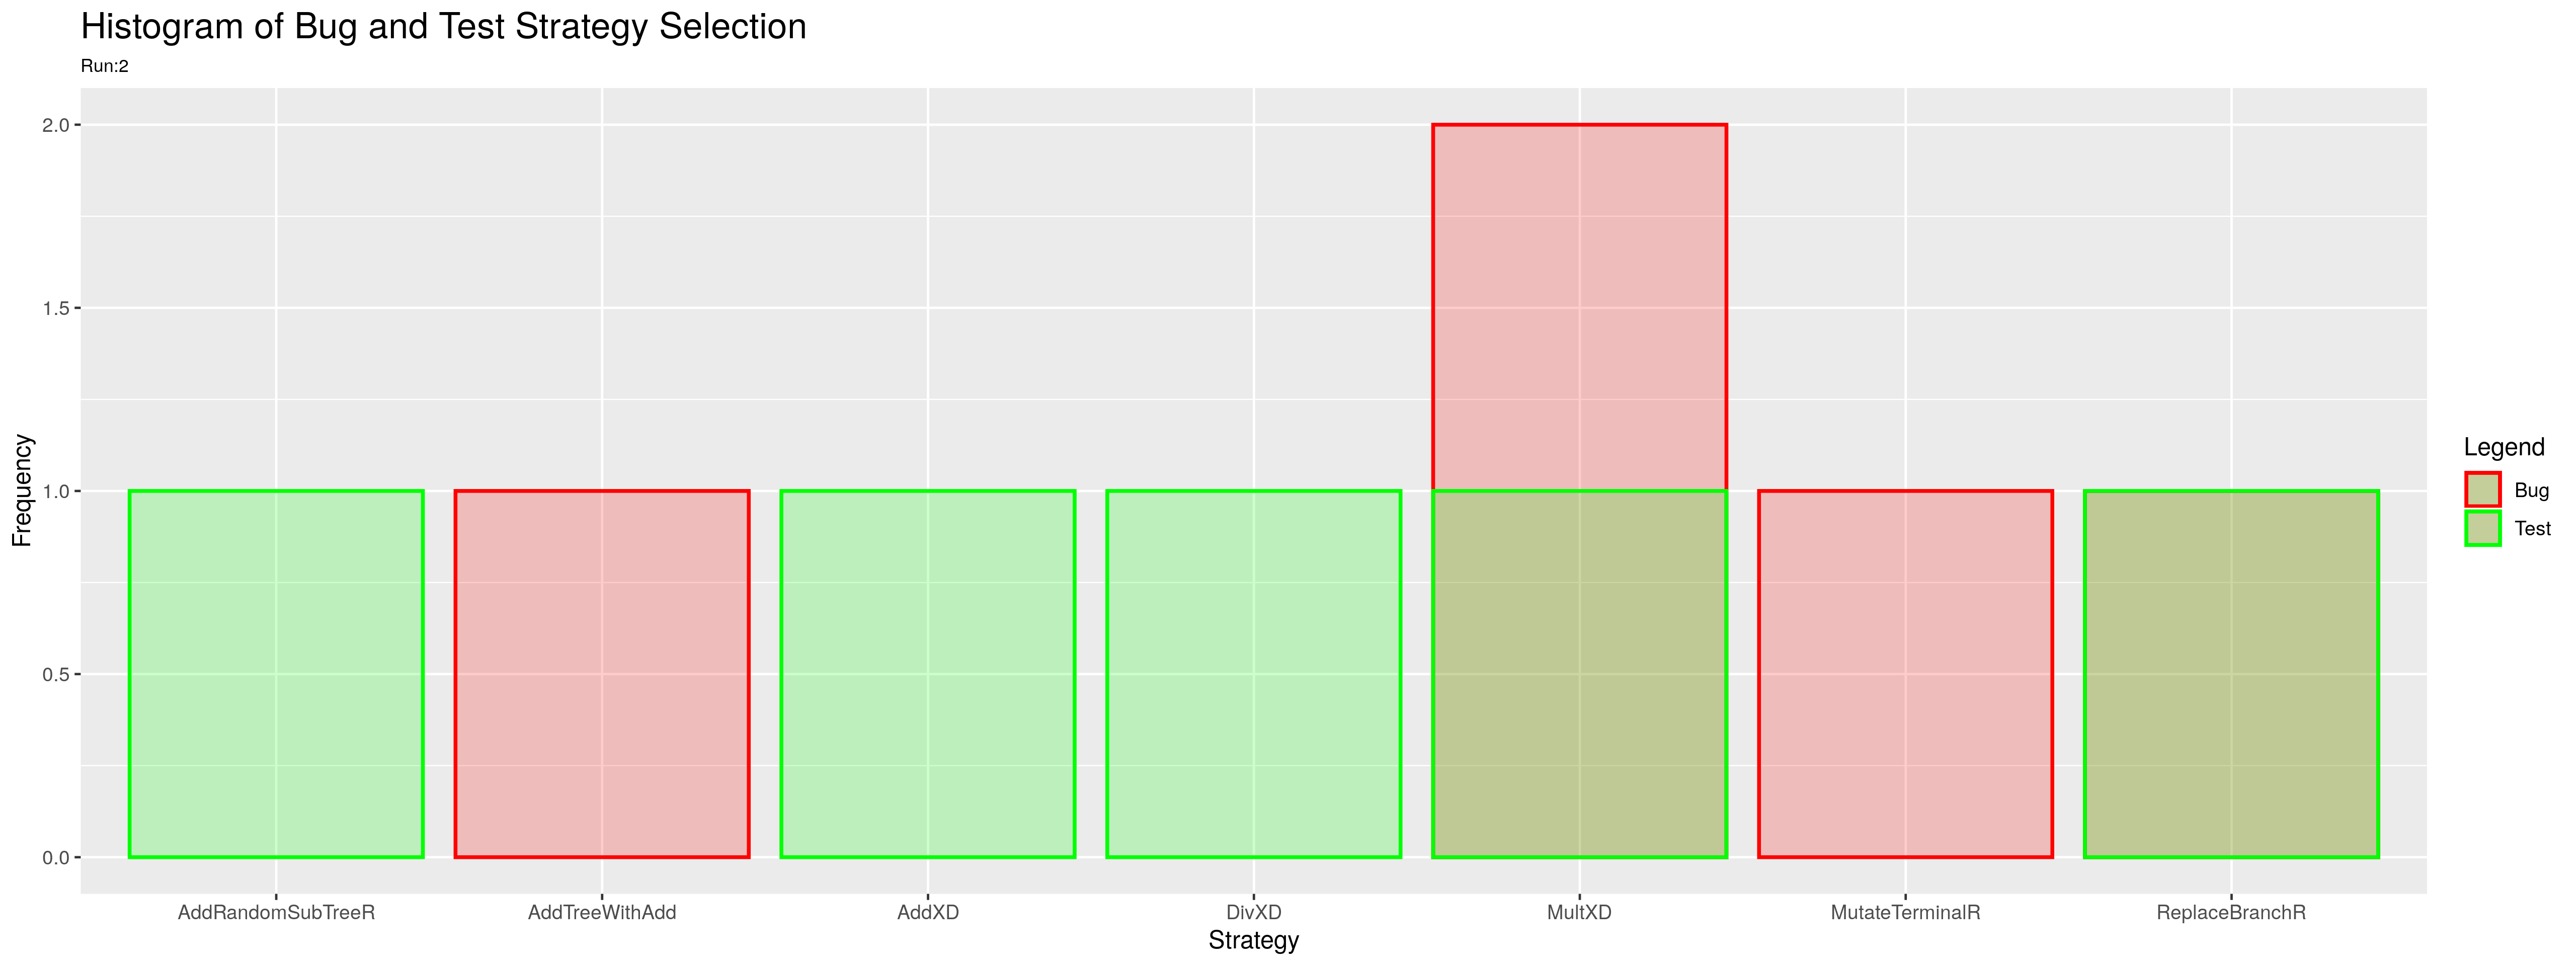 Histogram of Bug and Test Strategy Selection
Run:2
2.0
1.5
1.0
0.5
0.0
Frequency
AddRandomSubTreeR AddTreeWithAdd AddXD DivXD MultXD MutateTerminalR ReplaceBranchR
Strategy
Legend
Bug
Test